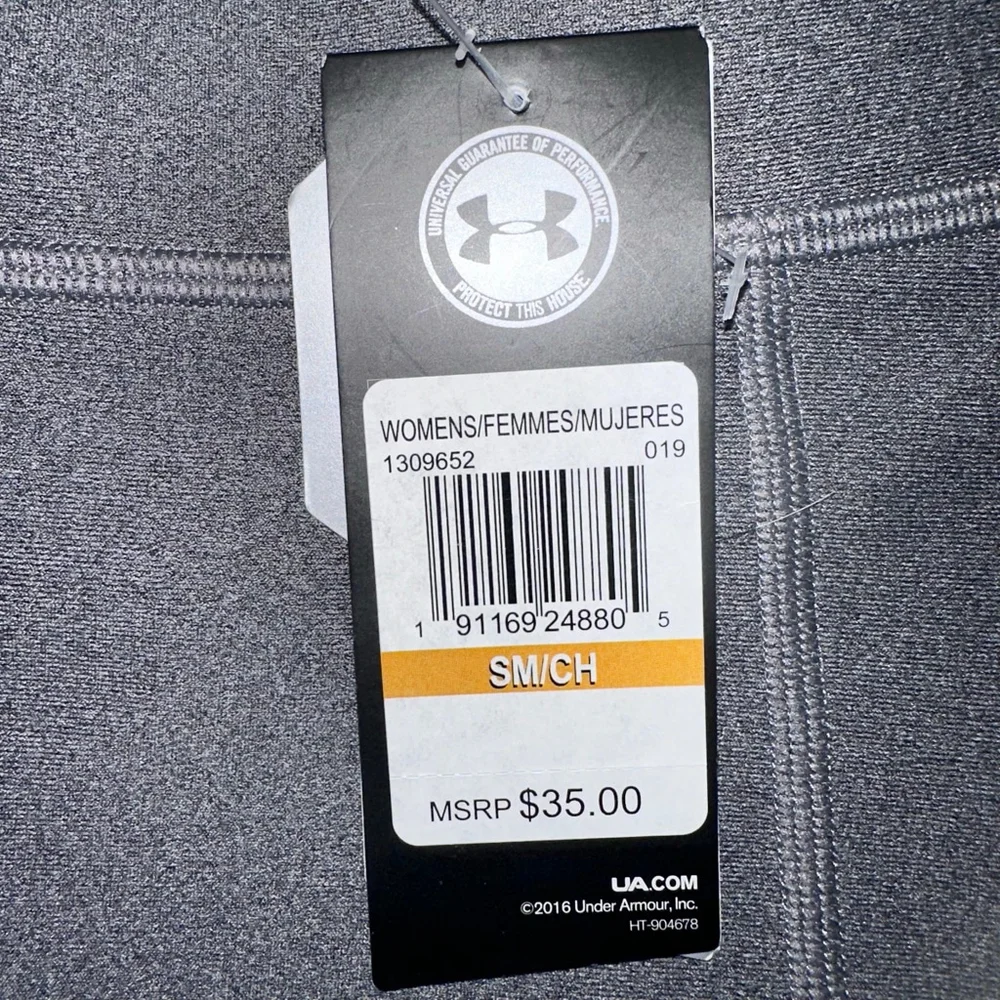 UNIVERSAL GUARANTEE OF PERFORMANCE.
PROTECT THIS HOUSE
WOMENS/FEMMES/MUJERES
1309652 019
1 91169 24880 5
SM/CH
MSRP $35.00
UA.COM
©2016 Under Armour, Inc.
HT-904678